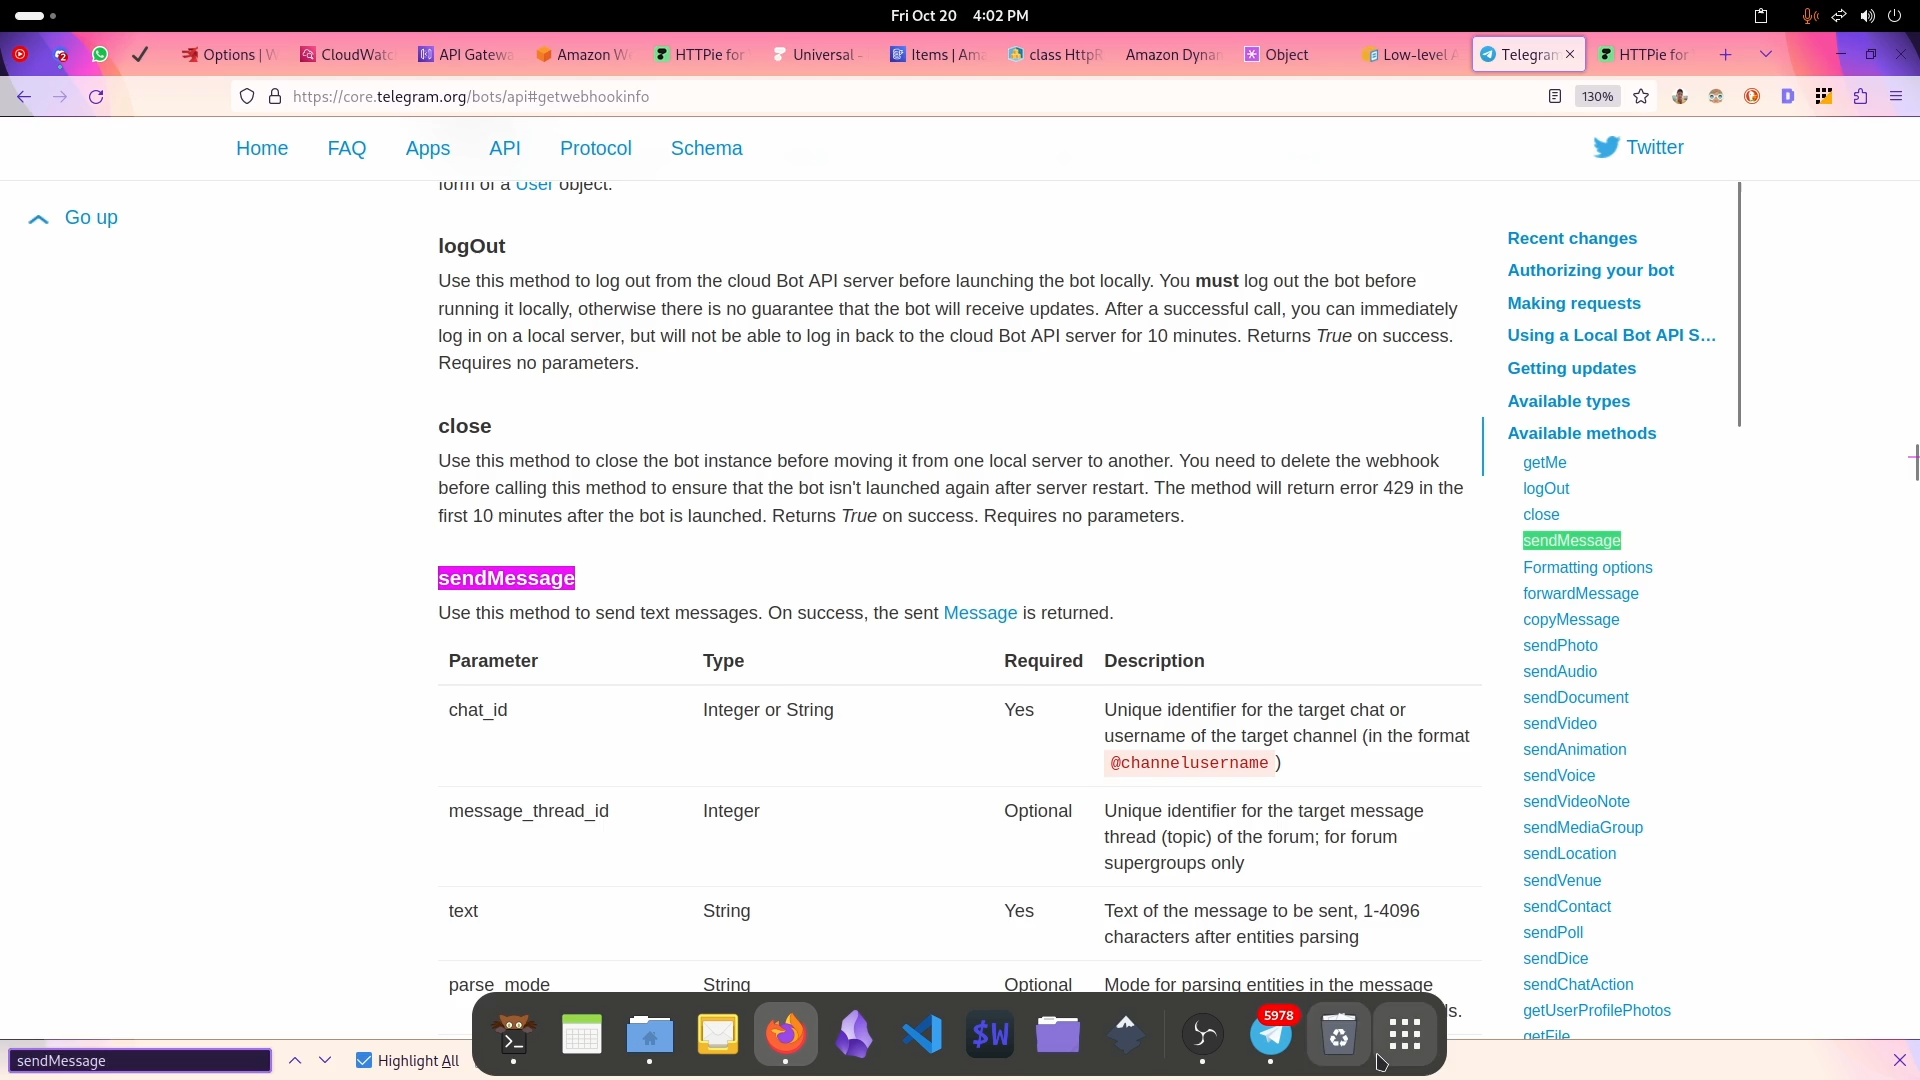 Fri Oct 20 4:02 PM
Options | W
CloudWatc
API Gatewa
Amazon We
HTTPie for
Universal -
Items | Ama
class HttpR
Amazon Dynam
Object
Low-level A
Telegram
HTTPie for
https://core.telegram.org/bots/api#getwebhookinfo
130%
Home
FAQ
Apps
API
Protocol
Schema
Twitter
form of a User object.
Go up
logOut
Use this method to log out from the cloud Bot API server before launching the bot locally. You must log out the bot before
running it locally, otherwise there is no guarantee that the bot will receive updates. After a successful call, you can immediately
log in on a local server, but will not be able to log in back to the cloud Bot API server for 10 minutes. Returns True on success.
Requires no parameters.
close
Use this method to close the bot instance before moving it from one local server to another. You need to delete the webhook
before calling this method to ensure that the bot isn't launched again after server restart. The method will return error 429 in the
first 10 minutes after the bot is launched. Returns True on success. Requires no parameters.
sendMessage
Use this method to send text messages. On success, the sent Message is returned.
Parameter Type Required Description
chat_id Integer or String Yes Unique identifier for the target chat or
username of the target channel (in the format
@channelusername )
message_thread_id Integer Optional Unique identifier for the target message
thread (topic) of the forum; for forum
supergroups only
text String Yes Text of the message to be sent, 1-4096
characters after entities parsing
parse_mode String Optional Mode for parsing entities in the message
ls.
Recent changes
Authorizing your bot
Making requests
Using a Local Bot API S...
Getting updates
Available types
Available methods
getMe
logOut
close
sendMessage
Formatting options
forwardMessage
copyMessage
sendPhoto
sendAudio
sendDocument
sendVideo
sendAnimation
sendVoice
sendVideoNote
sendMediaGroup
sendLocation
sendVenue
sendContact
sendPoll
sendDice
sendChatAction
getUserProfilePhotos
getFile
$W
5978
sendMessage
Highlight All